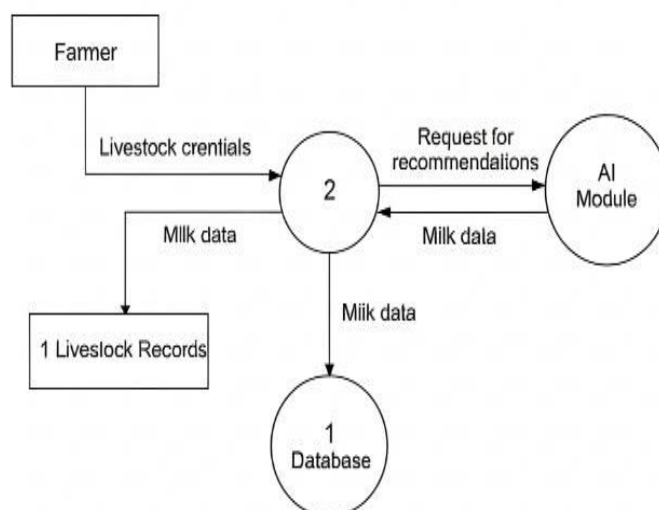 Farmer
Livestock crentials
2
Request for
recommendations
AI
Module
Milk data
Milk data
Miik data
1 Livestock Records
1
Database